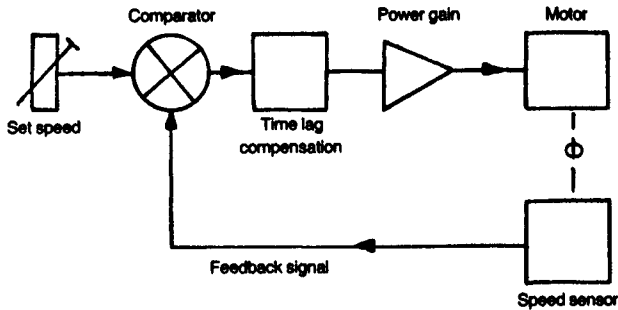 Comparator
Power gain
Motor
Set speed
Time lag
compensation
Feedback signal
Speed sensor